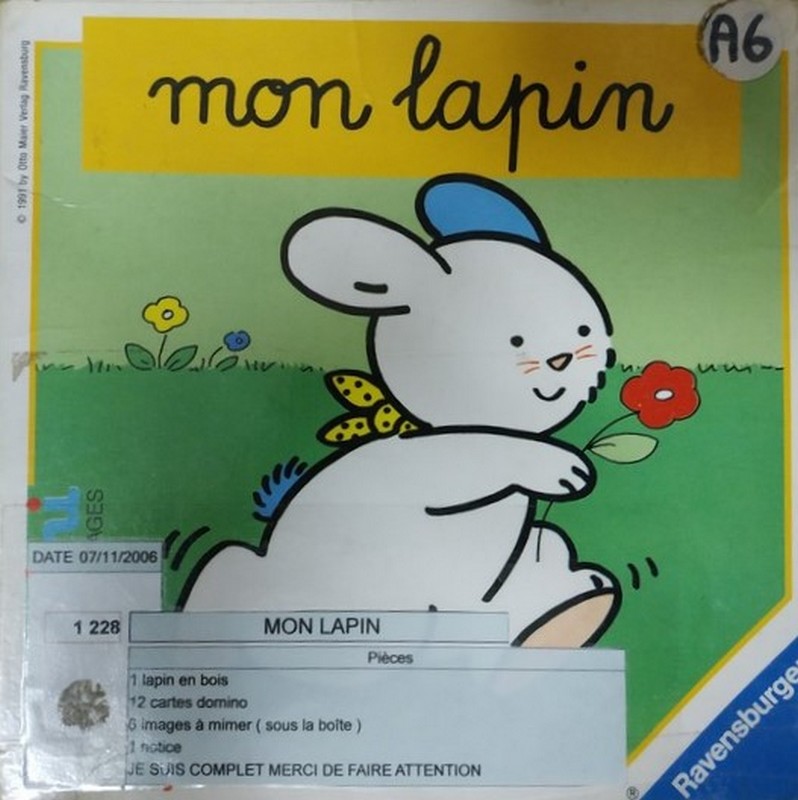 A6
mon lapin
© 1991 by Otto Maier Verlag Ravensburg
AGES
DATE 07/11/2006
1 228
MON LAPIN
Pièces
1 lapin en bois
12 cartes domino
6 images à mimer ( sous la boîte )
1 notice
JE SUIS COMPLET MERCI DE FAIRE ATTENTION
Ravensburger
®